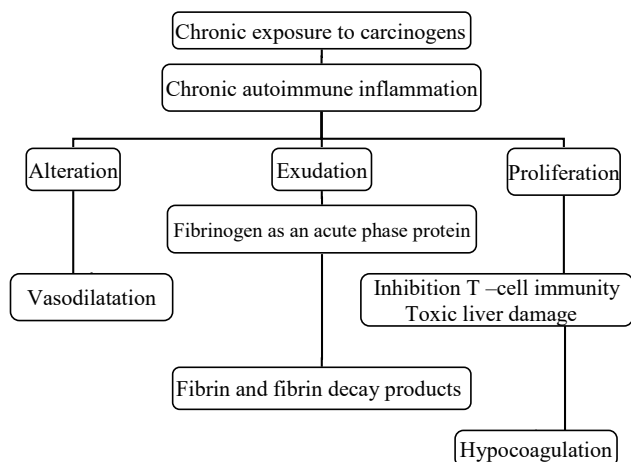 Chronic exposure to carcinogens
Chronic autoimmune inflammation
Alteration
Exudation
Proliferation
Fibrinogen as an acute phase protein
Vasodilatation
Inhibition T –cell immunity
Toxic liver damage
Fibrin and fibrin decay products
Hypocoagulation